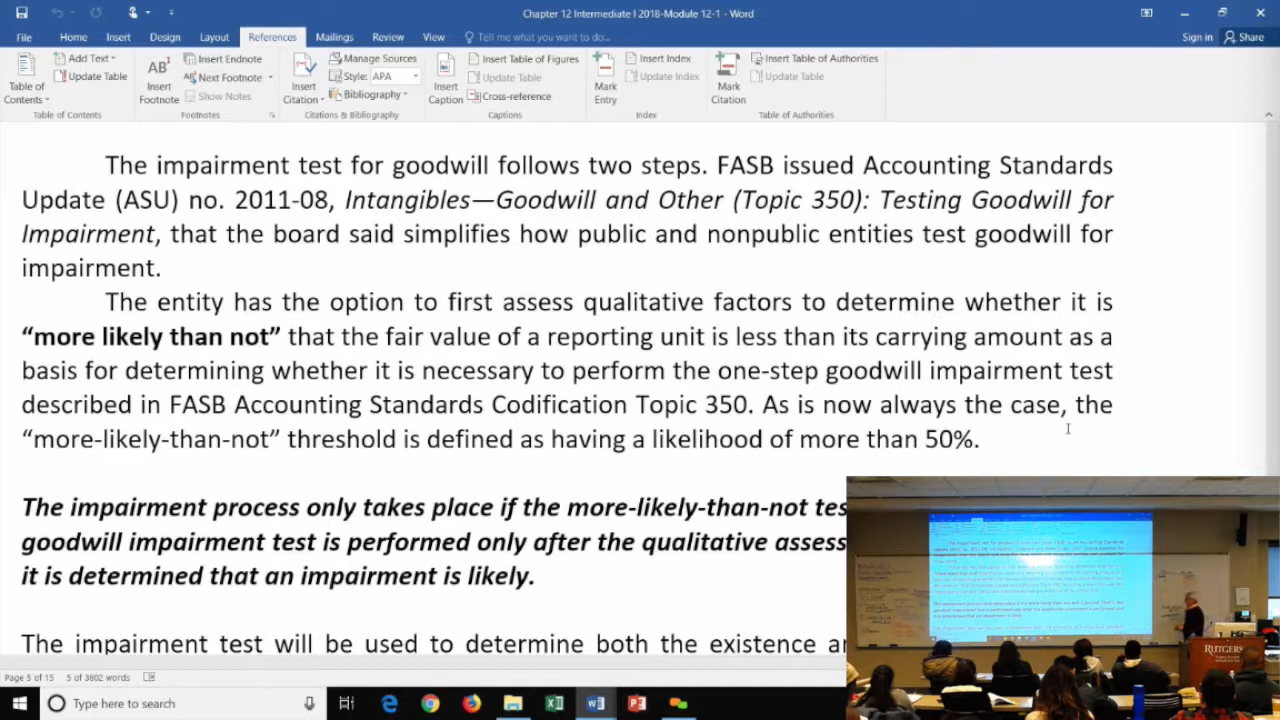 Chapter 12 Intermediate I 2018-Module 12-1 - Word
File Home Insert Design Layout References Mailings Review View Tell me what you want to do... Sign in Share
Table of Contents
Add Text
Update Table
Table of Contents
AB1
Insert Footnote
Insert Endnote
Next Footnote
Show Notes
Footnotes
Insert Citation
Manage Sources
Style: APA
Bibliography
Citations & Bibliography
Insert Caption
Insert Table of Figures
Update Table
Cross-reference
Captions
Mark Entry
Insert Index
Update Index
Index
Mark Citation
Insert Table of Authorities
Update Table
Table of Authorities
The impairment test for goodwill follows two steps. FASB issued Accounting Standards
Update (ASU) no. 2011-08, Intangibles—Goodwill and Other (Topic 350): Testing Goodwill for
Impairment, that the board said simplifies how public and nonpublic entities test goodwill for
impairment.
The entity has the option to first assess qualitative factors to determine whether it is
“more likely than not” that the fair value of a reporting unit is less than its carrying amount as a
basis for determining whether it is necessary to perform the one-step goodwill impairment test
described in FASB Accounting Standards Codification Topic 350. As is now always the case, the
“more-likely-than-not” threshold is defined as having a likelihood of more than 50%.
The impairment process only takes place if the more-likely-than-not tes
goodwill impairment test is performed only after the qualitative assess
it is determined that an impairment is likely.
The impairment test will be used to determine both the existence a
RUTGERS
Page 5 of 15 5 of 3602 words
Type here to search